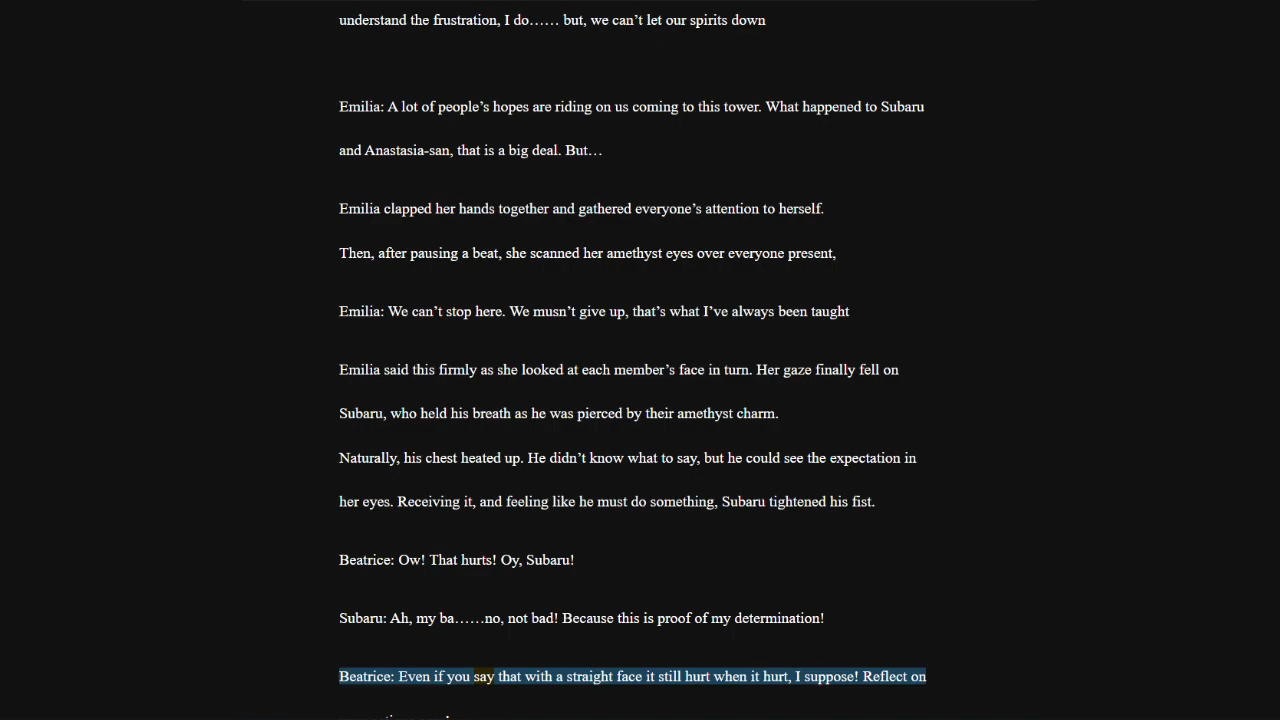 understand the frustration, I do…… but, we can’t let our spirits down
Emilia: A lot of people’s hopes are riding on us coming to this tower. What happened to Subaru
and Anastasia-san, that is a big deal. But…
Emilia clapped her hands together and gathered everyone’s attention to herself.
Then, after pausing a beat, she scanned her amethyst eyes over everyone present,
Emilia: We can’t stop here. We musn’t give up, that’s what I’ve always been taught
Emilia said this firmly as she looked at each member’s face in turn. Her gaze finally fell on
Subaru, who held his breath as he was pierced by their amethyst charm.
Naturally, his chest heated up. He didn’t know what to say, but he could see the expectation in
her eyes. Receiving it, and feeling like he must do something, Subaru tightened his fist.
Beatrice: Ow! That hurts! Oy, Subaru!
Subaru: Ah, my ba……no, not bad! Because this is proof of my determination!
Beatrice: Even if you say that with a straight face it still hurt when it hurt, I suppose! Reflect on